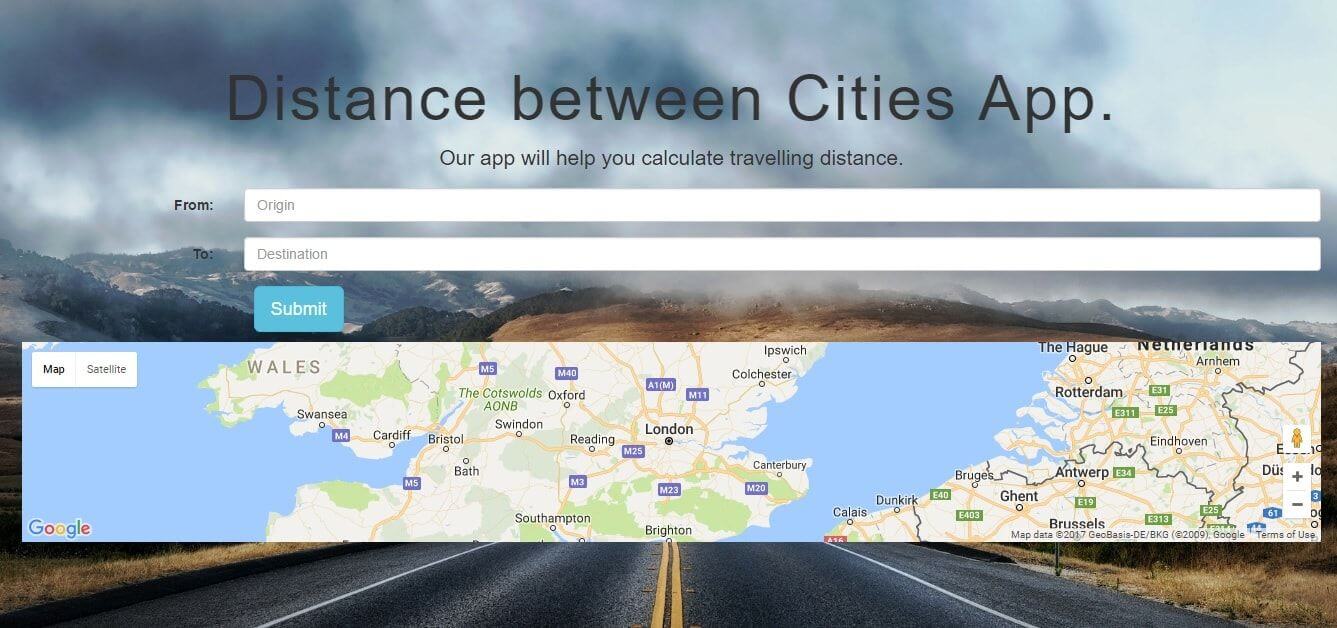 Distance between Cities App.
Our app will help you calculate travelling distance.
From: Origin
To: Destination
Submit
Map Satellite
WALES
Swansea
M4
Cardiff
Bristol
Bath
M5
M5
The Cotswolds
AONB
M40
Oxford
Swindon
Reading
M3
A1(M)
M11
London
M25
M23
M20
Ipswich
Colchester
Canterbury
Southampton
Brighton
Calais
A16
Dunkirk
Bruges
E40
E403
Ghent
Antwerp
E34
E19
Brussels
E313
E25
The Hague
Netherlands
Arnhem
Rotterdam
E31
E311
E25
Eindhoven
61
Google
Map data ©2017 GeoBasis-DE/BKG (©2009), Google Terms of Use